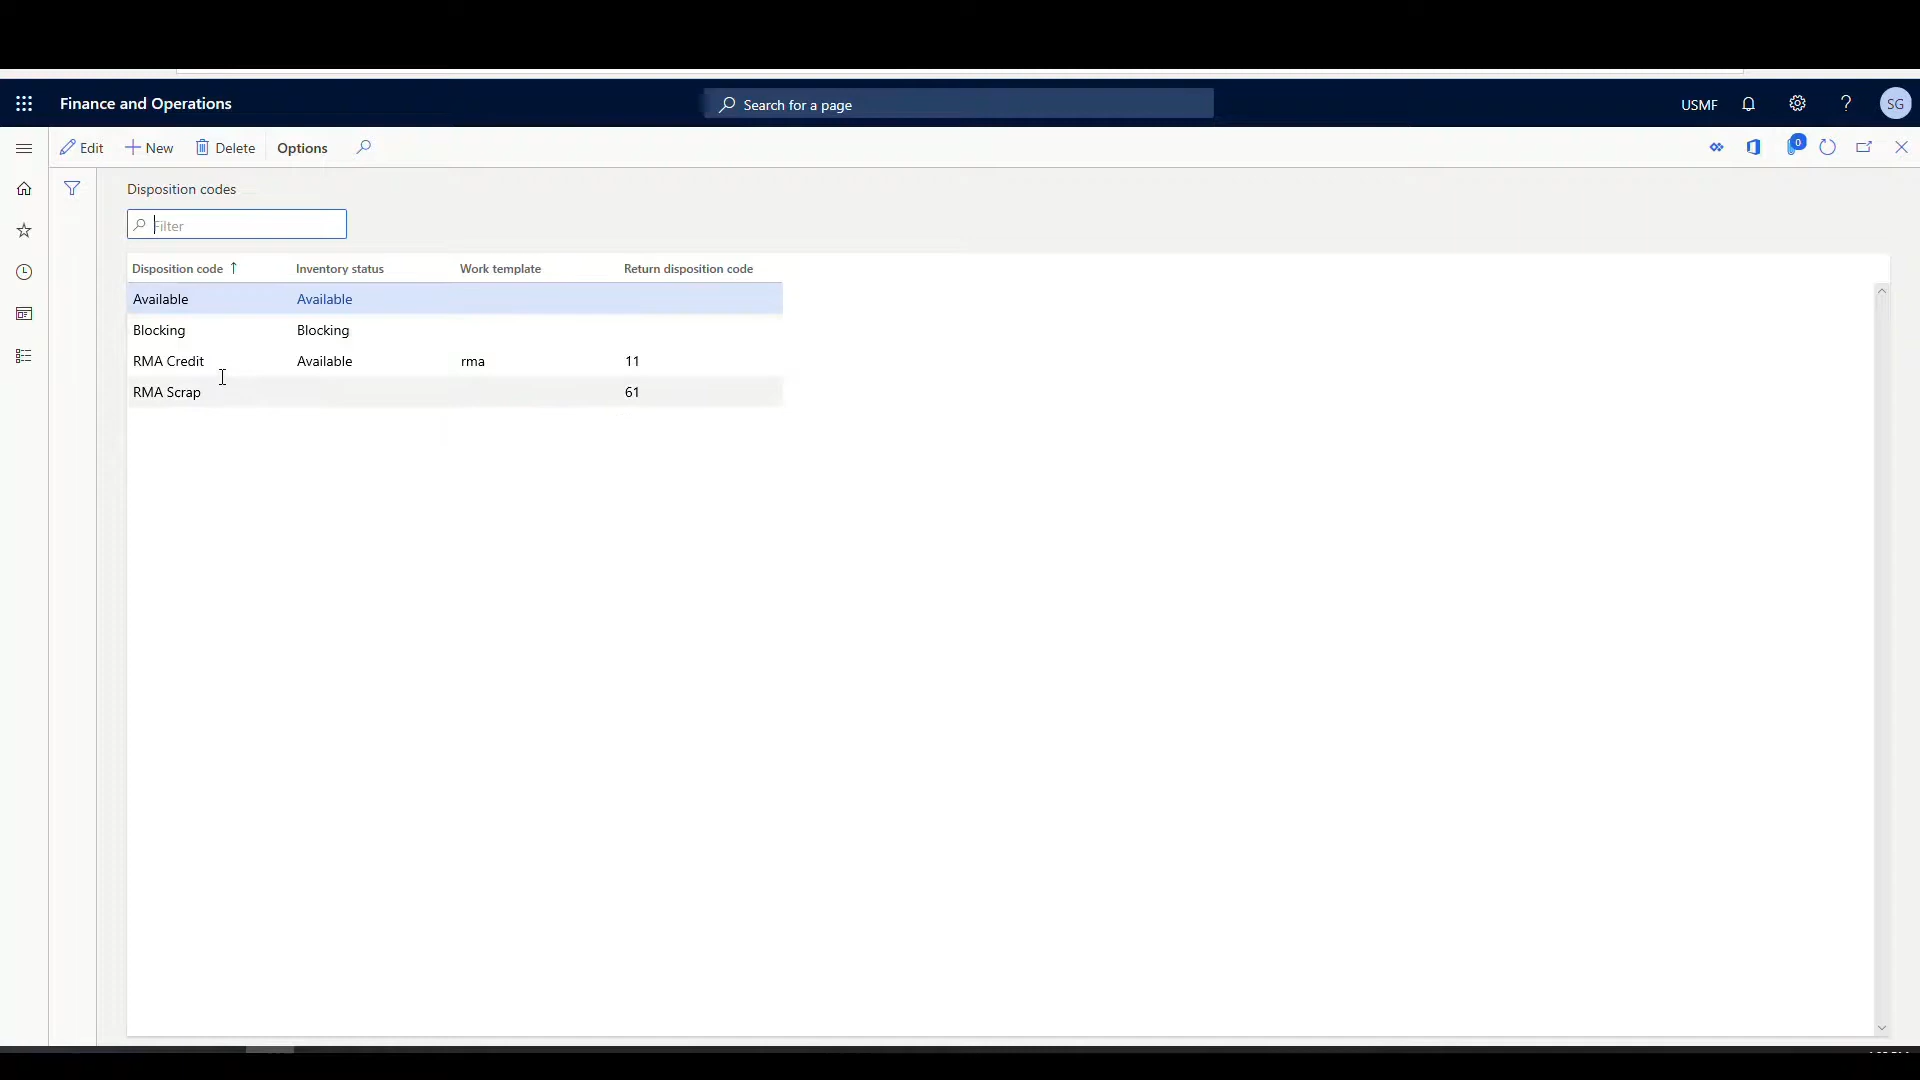 Finance and Operations
Search for a page
USMF
SG
Edit
New
Delete
Options
0
Disposition codes
Filter
Disposition code Inventory status Work template Return disposition code
Available Available
Blocking Blocking
RMA Credit Available rma 11
RMA Scrap 61